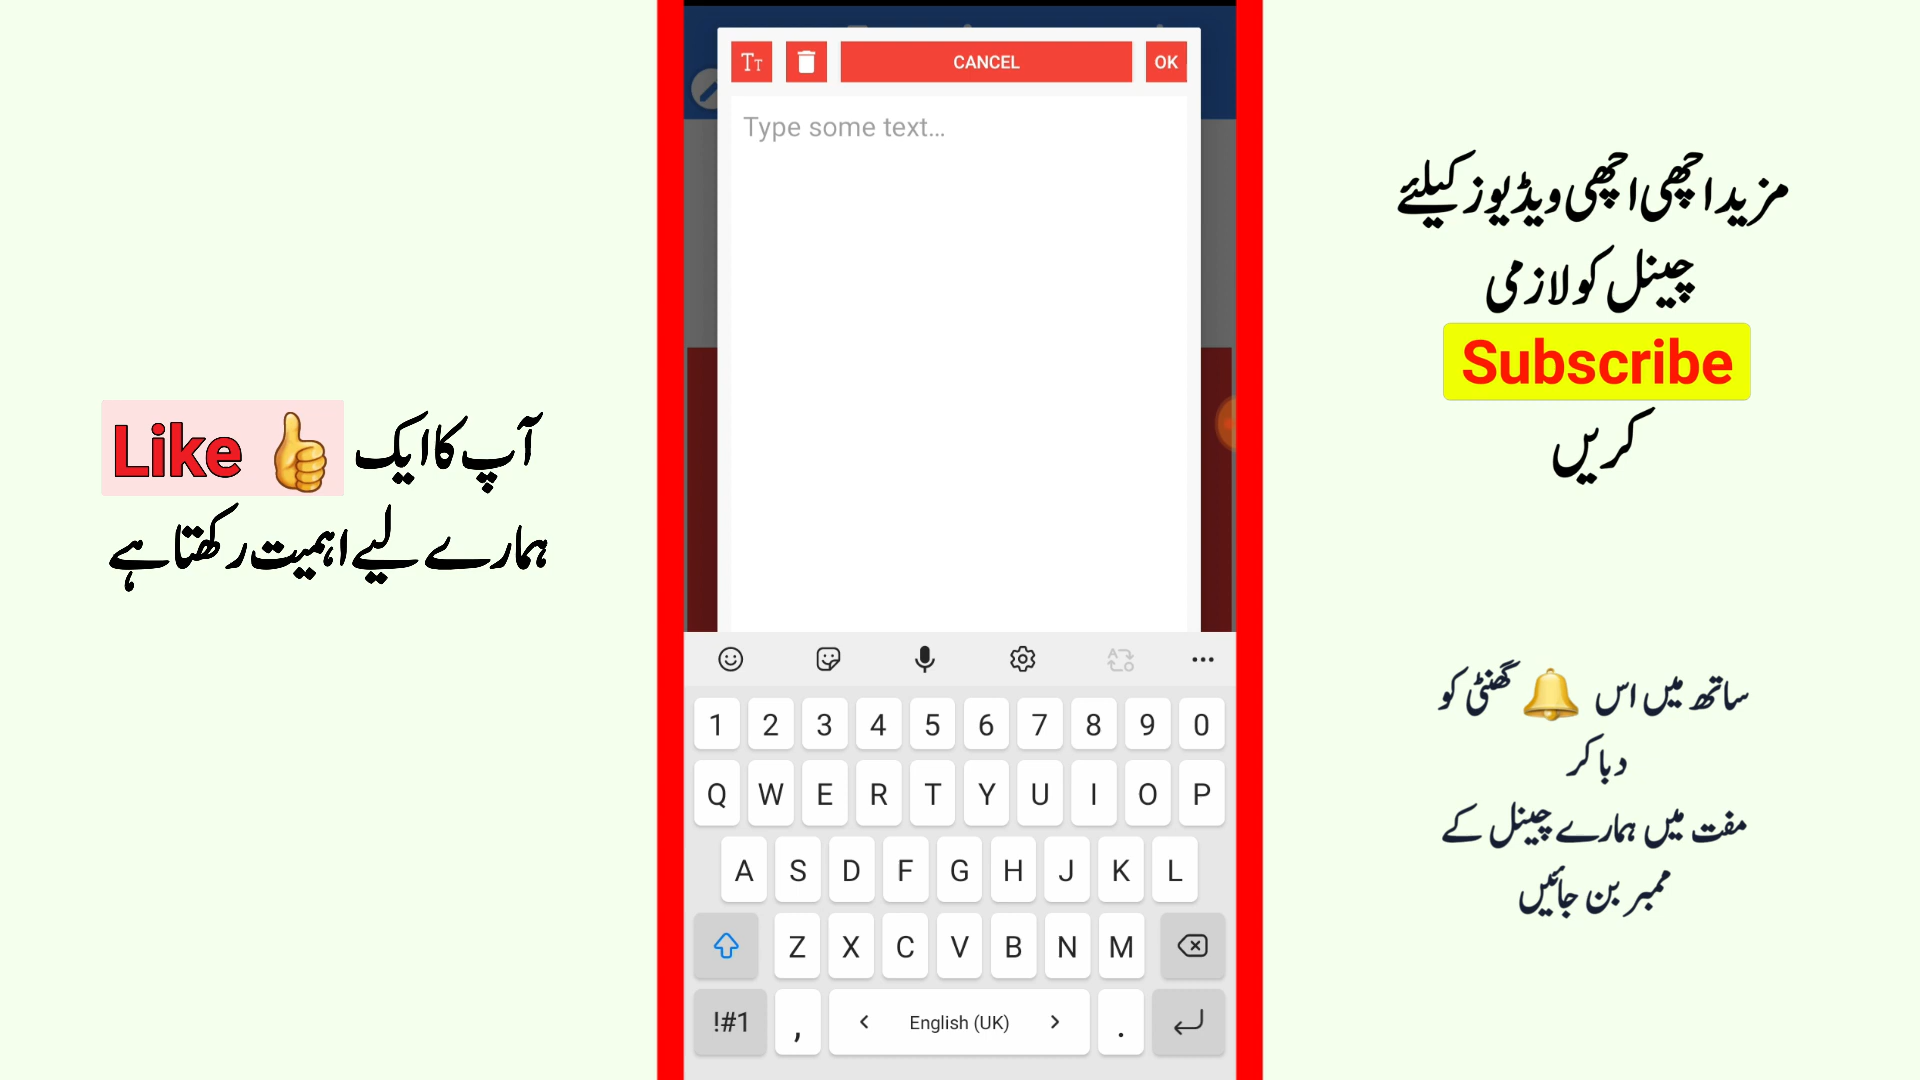 آپ کا ایک 👍 Like
ہمارے لیے اہمیت رکھتا ہے
Tт CANCEL OK
Type some text...
1 2 3 4 5 6 7 8 9 0
Q W E R T Y U I O P
A S D F G H J K L
Z X C V B N M
!#1 , < English (UK) > .
مزید اچھی اچھی ویڈیوز کیلئے
چینل کو لازمی
Subscribe
کریں
ساتھ میں اس 🔔 گھنٹی کو
دبا کر
مفت میں ہمارے چینل کے
ممبر بن جائیں